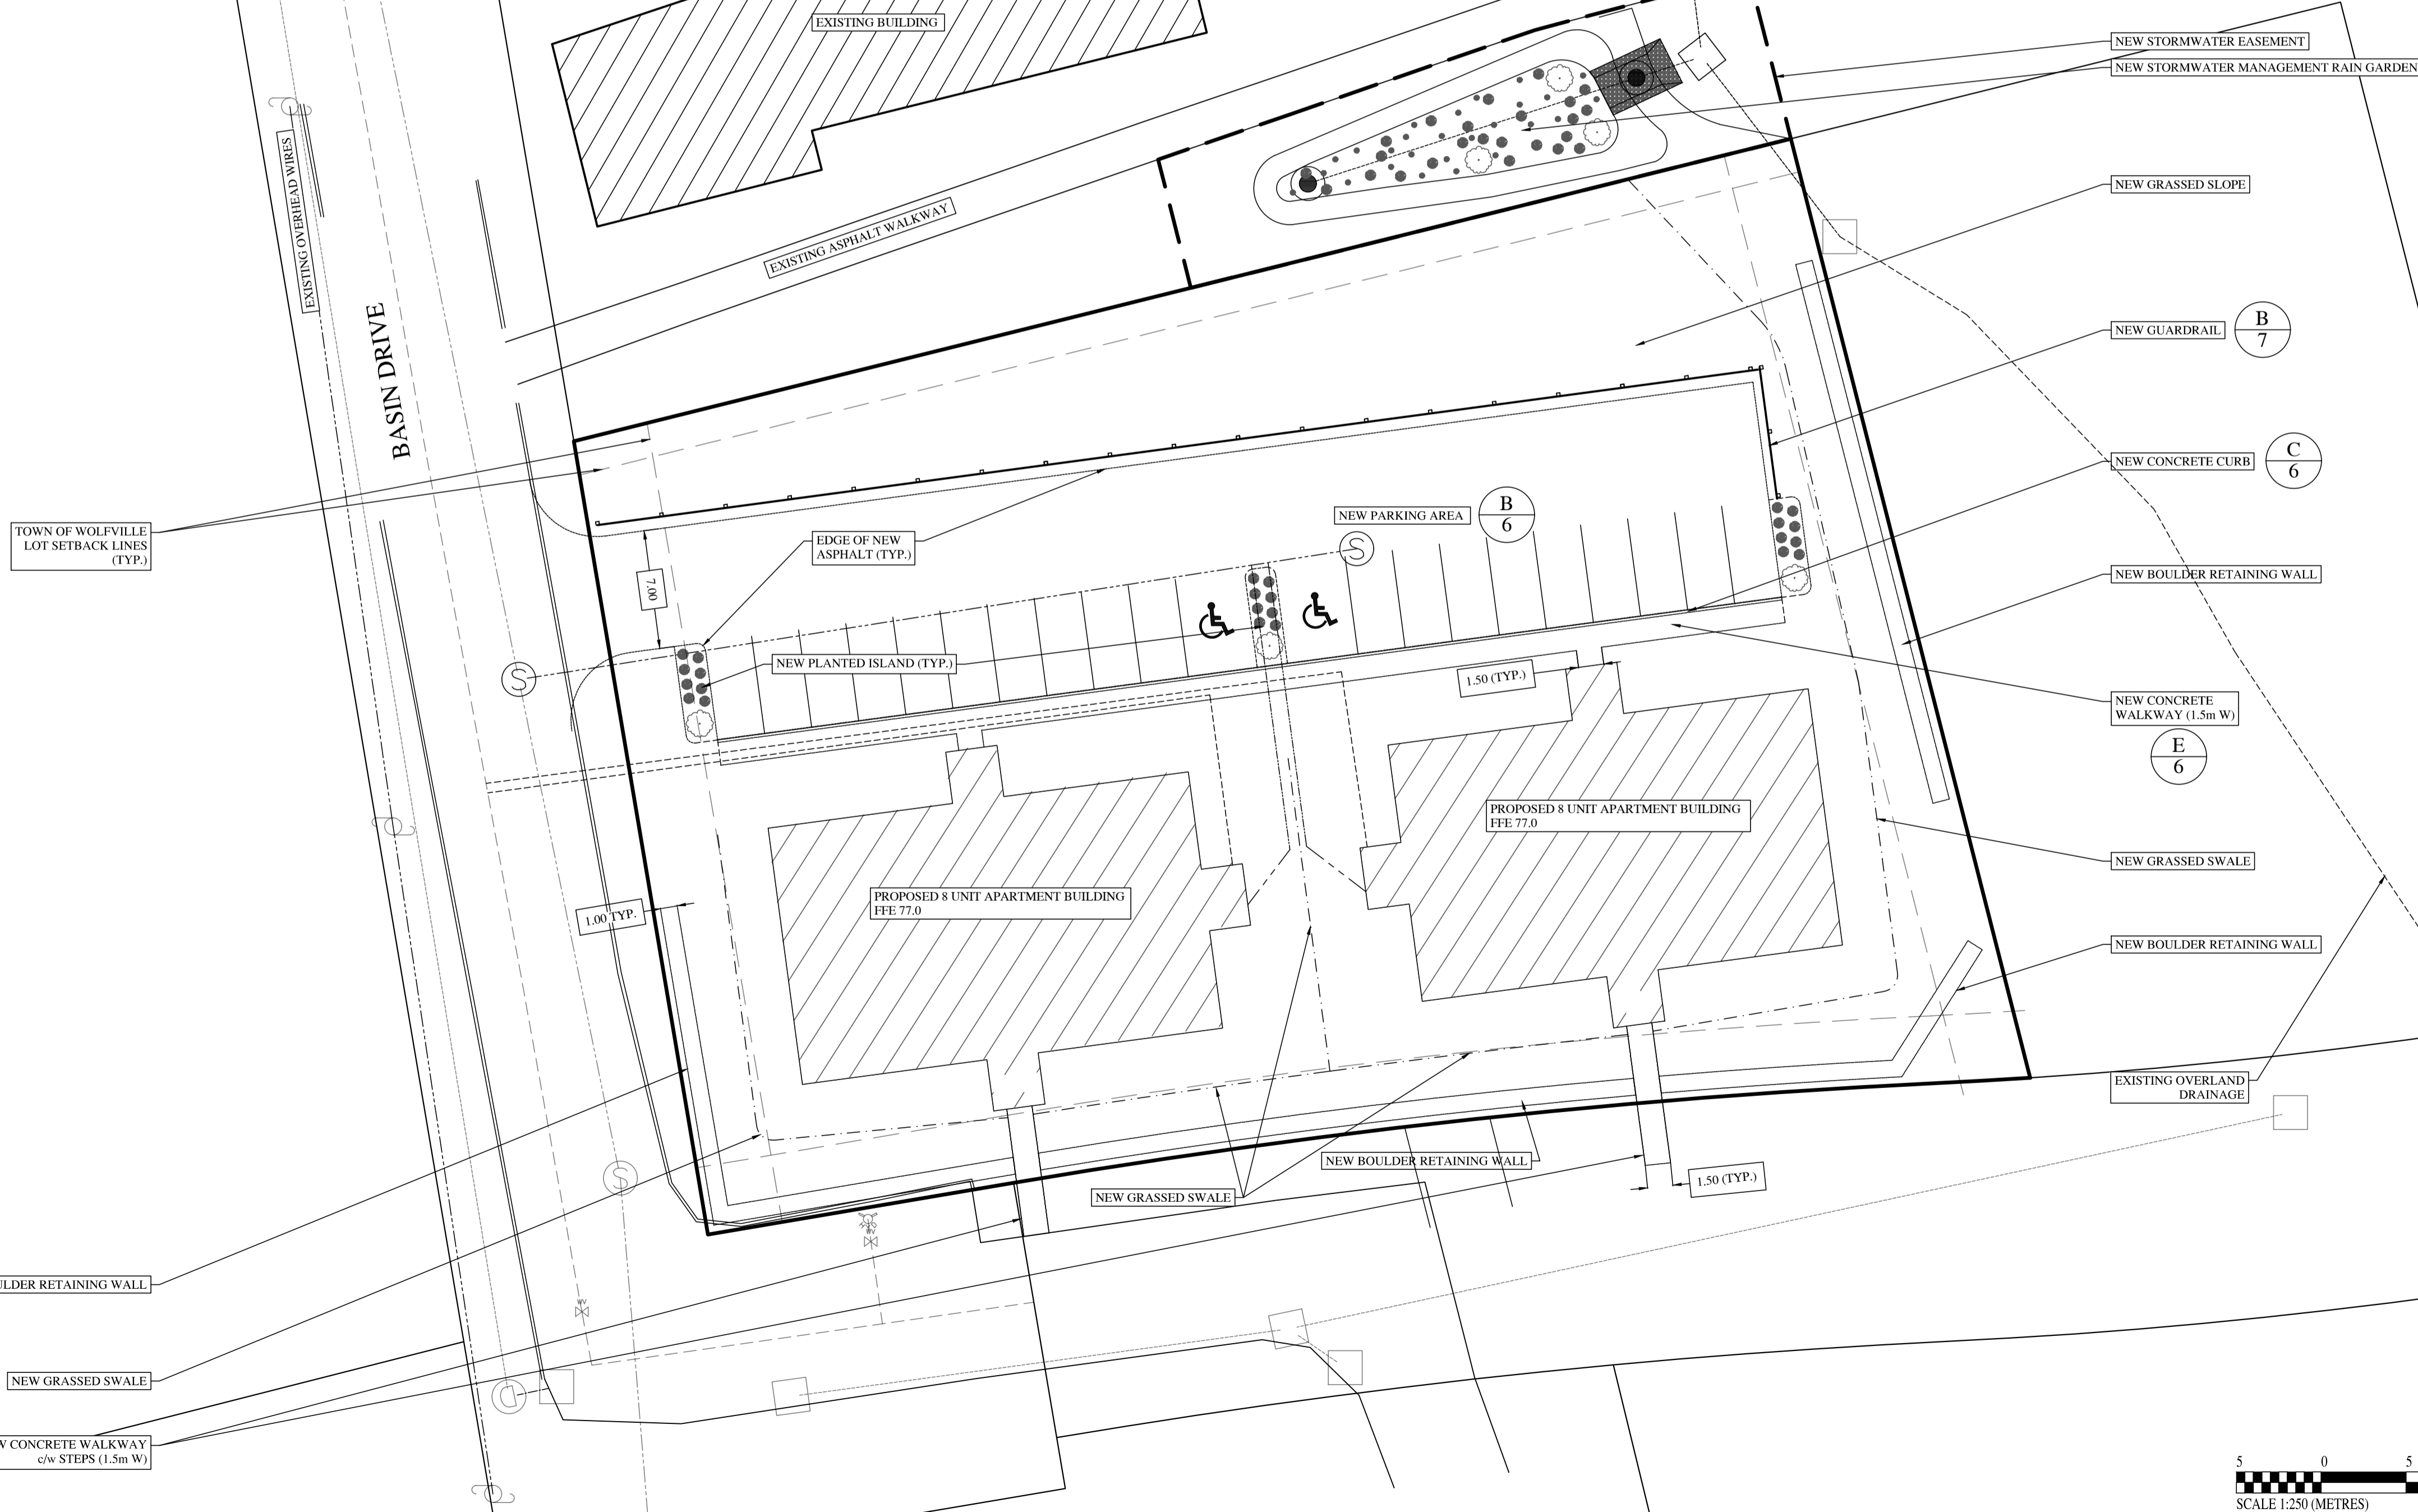 EXISTING BUILDING
NEW STORMWATER EASEMENT
NEW STORMWATER MANAGEMENT RAIN GARDEN
EXISTING OVERHEAD WIRES
NEW GRASSED SLOPE
EXISTING ASPHALT WALKWAY
BASIN DRIVE
NEW GUARDRAIL
B
7
NEW CONCRETE CURB
C
6
TOWN OF WOLFVILLE
LOT SETBACK LINES
(TYP.)
EDGE OF NEW
ASPHALT (TYP.)
NEW PARKING AREA
B
6
S
7.00
NEW BOULDER RETAINING WALL
NEW PLANTED ISLAND (TYP.)
S
1.50 (TYP.)
NEW CONCRETE
WALKWAY (1.5m W)
E
6
PROPOSED 8 UNIT APARTMENT BUILDING
FFE 77.0
PROPOSED 8 UNIT APARTMENT BUILDING
FFE 77.0
1.00 TYP.
NEW GRASSED SWALE
NEW BOULDER RETAINING WALL
EXISTING OVERLAND
DRAINAGE
NEW BOULDER RETAINING WALL
S
1.50 (TYP.)
NEW GRASSED SWALE
WV
WV
ULDER RETAINING WALL
NEW GRASSED SWALE
D
W CONCRETE WALKWAY
c/w STEPS (1.5m W)
5 0 5
SCALE 1:250 (METRES)